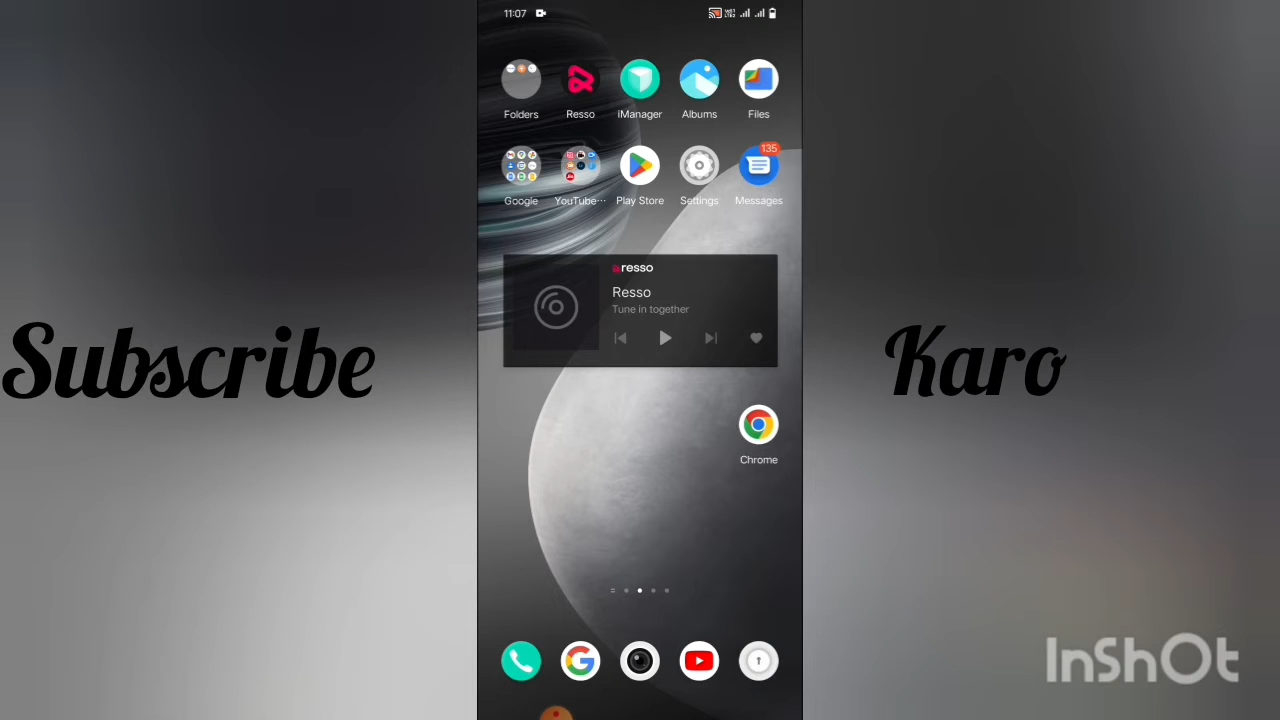 11:07
Folders Resso iManager Albums Files
135
Google YouTube··· Play Store Settings Messages
resso
Resso
Tune in together
Subscribe Karo
Chrome
InShOt